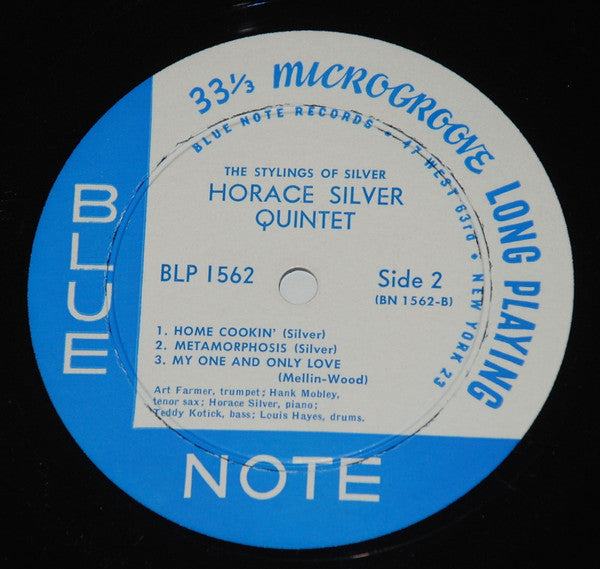 33⅓ MICROGROOVE LONG PLAYING
BLUE NOTE RECORDS • 47 WEST 63rd • NEW YORK 23
THE STYLINGS OF SILVER
HORACE SILVER
QUINTET
BLP 1562
Side 2
(BN 1562-B)
1. HOME COOKIN' (Silver)
2. METAMORPHOSIS (Silver)
3. MY ONE AND ONLY LOVE
(Mellin-Wood)
Art Farmer, trumpet; Hank Mobley,
tenor sax; Horace Silver, piano;
Teddy Kotick, bass; Louis Hayes, drums.
BLUE
NOTE